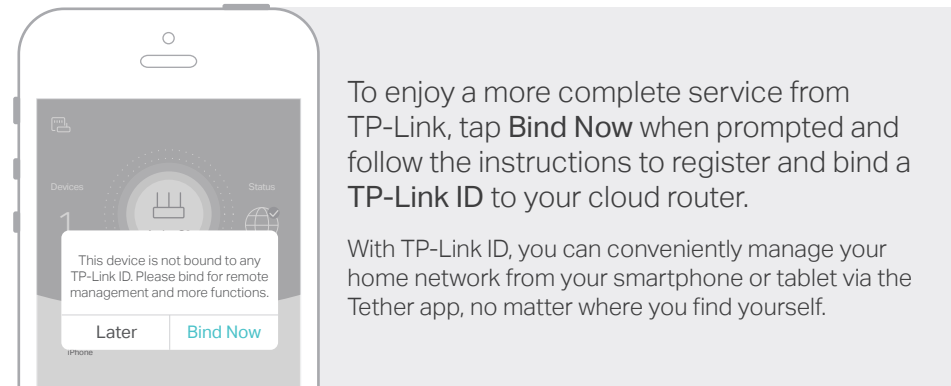 Devices
Status
1
This device is not bound to any
TP-Link ID. Please bind for remote
management and more functions.
Later
Bind Now
iPhone
To enjoy a more complete service from
TP-Link, tap Bind Now when prompted and
follow the instructions to register and bind a
TP-Link ID to your cloud router.
With TP-Link ID, you can conveniently manage your
home network from your smartphone or tablet via the
Tether app, no matter where you find yourself.